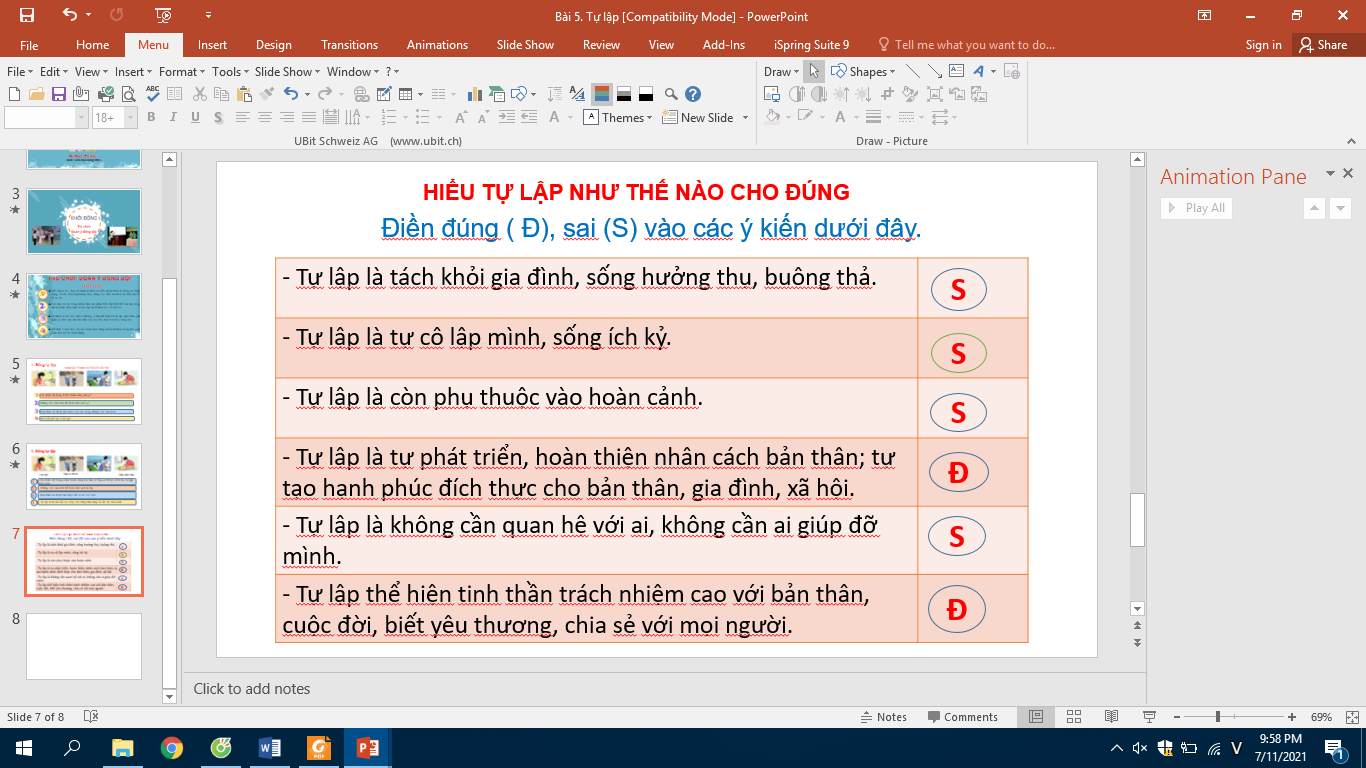 Bài 5. Tự lập [Compatibility Mode] - PowerPoint
File Home Menu Insert Design Transitions Animations Slide Show Review View Add-Ins iSpring Suite 9 Tell me what you want to do... Sign in Share
File Edit View Insert Format Tools Slide Show Window ? Draw Shapes
18+ Themes New Slide
UBit Schweiz AG (www.ubit.ch) Draw - Picture
3
KHỞI ĐỘNG
4
5
6
7
8
HIỂU TỰ LẬP NHƯ THẾ NÀO CHO ĐÚNG
Điền đúng ( Đ), sai (S) vào các ý kiến dưới đây.
- Tự lập là tách khỏi gia đình, sống hưởng thụ, buông thả. S
- Tự lập là tự cô lập mình, sống ích kỷ. S
- Tự lập là còn phụ thuộc vào hoàn cảnh. S
- Tự lập là tự phát triển, hoàn thiện nhân cách bản thân; tự
tạo hạnh phúc đích thực cho bản thân, gia đình, xã hội. Đ
- Tự lập là không cần quan hệ với ai, không cần ai giúp đỡ
mình. S
- Tự lập thể hiện tinh thần trách nhiệm cao với bản thân,
cuộc đời, biết yêu thương, chia sẻ với mọi người. Đ
Animation Pane
Play All
Click to add notes
Slide 7 of 8 Notes Comments 69%
V 9:58 PM
7/11/2021
1